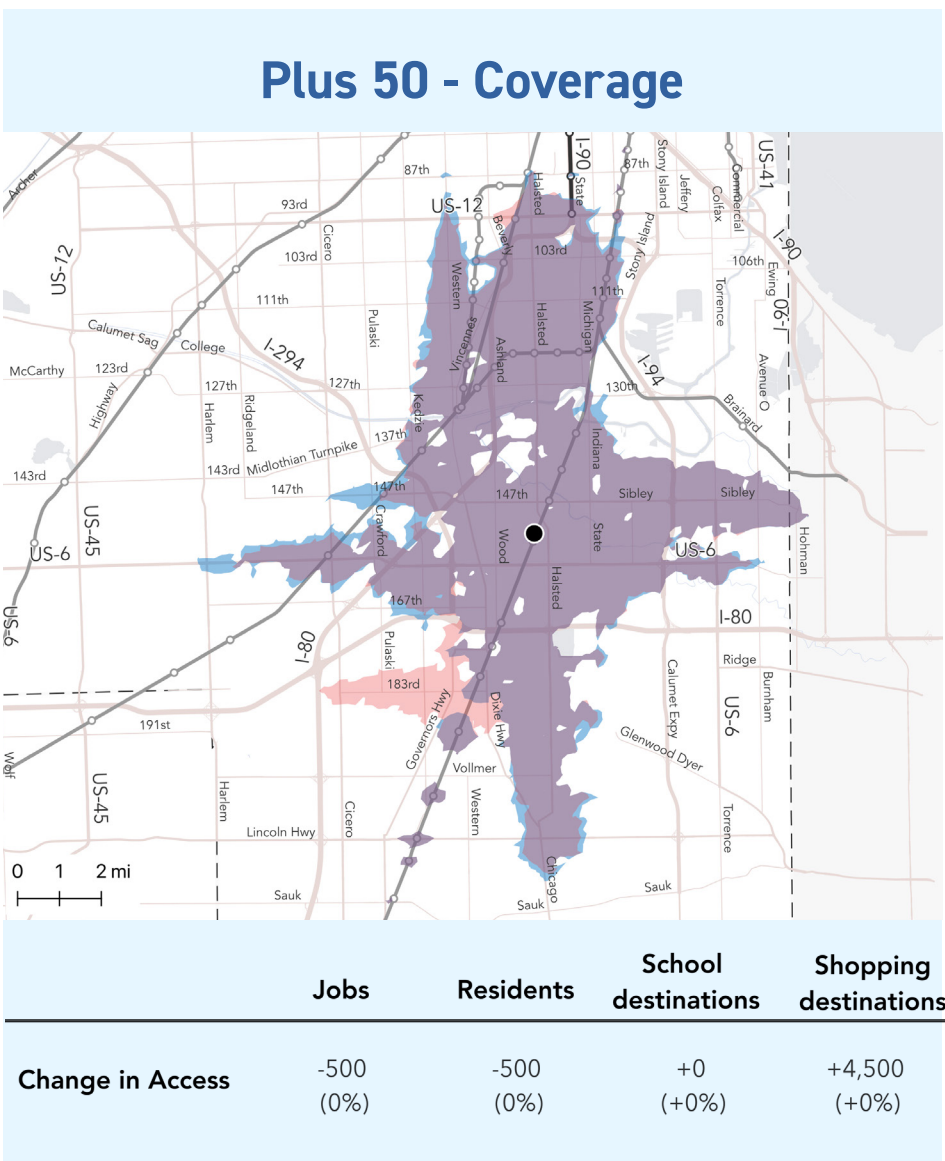 Plus 50 - Coverage
Archer
87th
I-90
State
87th
Stony Island
Jeffery
Colfax
Commercial
US-41
US-12
Halsted
93rd
Cicero
Beverly
103rd
103rd
Stony Island
I-90
106th
Ewing
US-12
Western
111th
111th
Torrence
I-90
Pulaski
Halsted
Michigan
Calumet Sag
College
I-294
Vincennes
Ashland
McCarthy
123rd
127th
127th
I-94
130th
Avenue O
Highway
Harlem
Ridgeland
Kedzie
Brainard
137th
Indiana
143rd
143rd
Midlothian Turnpike
147th
147th
147th
Sibley
Sibley
US-45
Crawford
Wood
State
US-6
US-6
Hohman
167th
Halsted
US-6
I-80
I-80
Pulaski
183rd
Ridge
Calumet Expy
Burnham
US-6
191st
Governors Hwy
Dixie Hwy
Glenwood Dyer
Wolf
Vollmer
US-45
Harlem
Cicero
Western
Torrence
Lincoln Hwy
0 1 2 mi
Chicago
Sauk
Sauk
Sauk
Jobs
Residents
School
destinations
Shopping
destinations
Change in Access
-500
(0%)
-500
(0%)
+0
(+0%)
+4,500
(+0%)